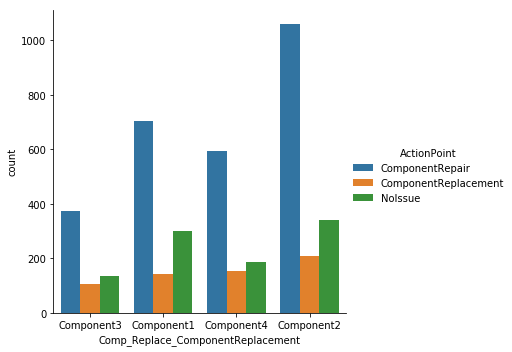 1000
800
600
400
200
0
count
Component3 Component1 Component4 Component2
Comp_Replace_ComponentReplacement
ActionPoint
ComponentRepair
ComponentReplacement
NoIssue